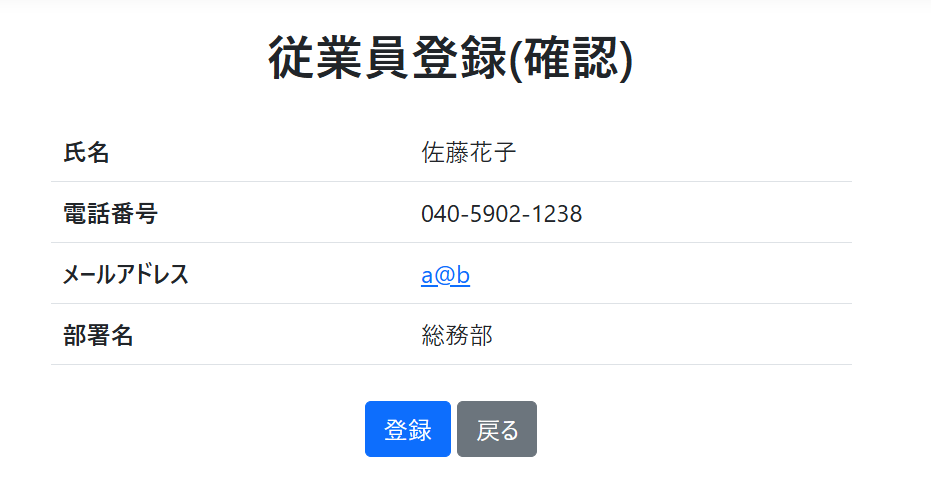 従業員登録(確認)
氏名 佐藤花子
電話番号 040-5902-1238
メールアドレス a@b
部署名 総務部
登録 戻る